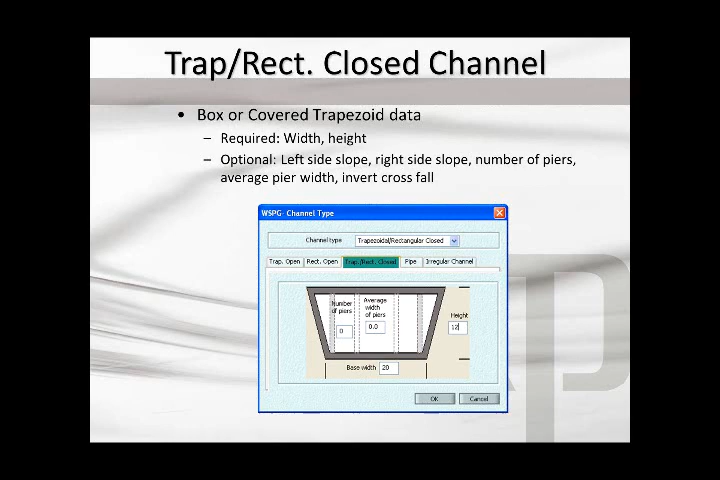 Trap/Rect. Closed Channel
• Box or Covered Trapezoid data
– Required: Width, height
– Optional: Left side slope, right side slope, number of piers,
average pier width, invert cross fall
WSPG- Channel Type
Channel type Trapezoidal/Rectangular Closed
Trap. Open Rect. Open Trap./Rect. Closed Pipe Irregular Channel
Number
of piers
0
Average
width
of piers
0.0
Height
12
Base width 20
OK Cancel